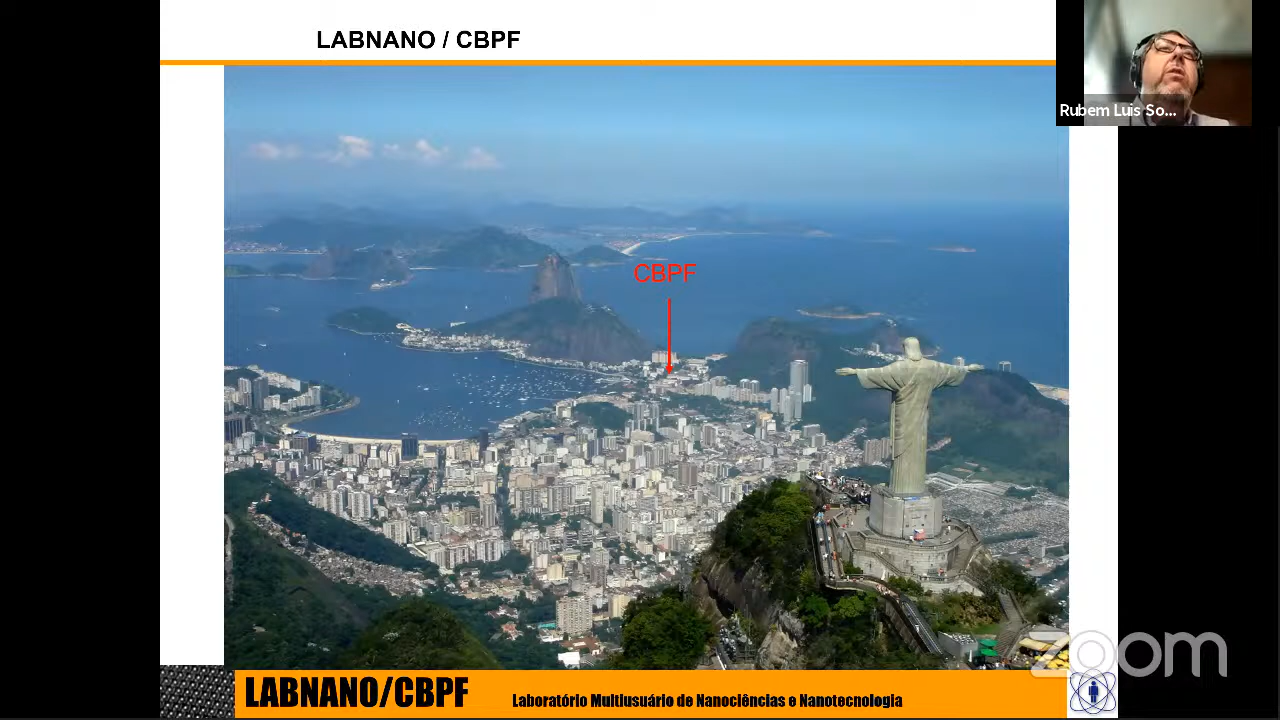 LABNANO / CBPF
Rubem Luis So...
CBPF
zoom
LABNANO/CBPF
Laboratório Multiusuário de Nanociências e Nanotecnologia